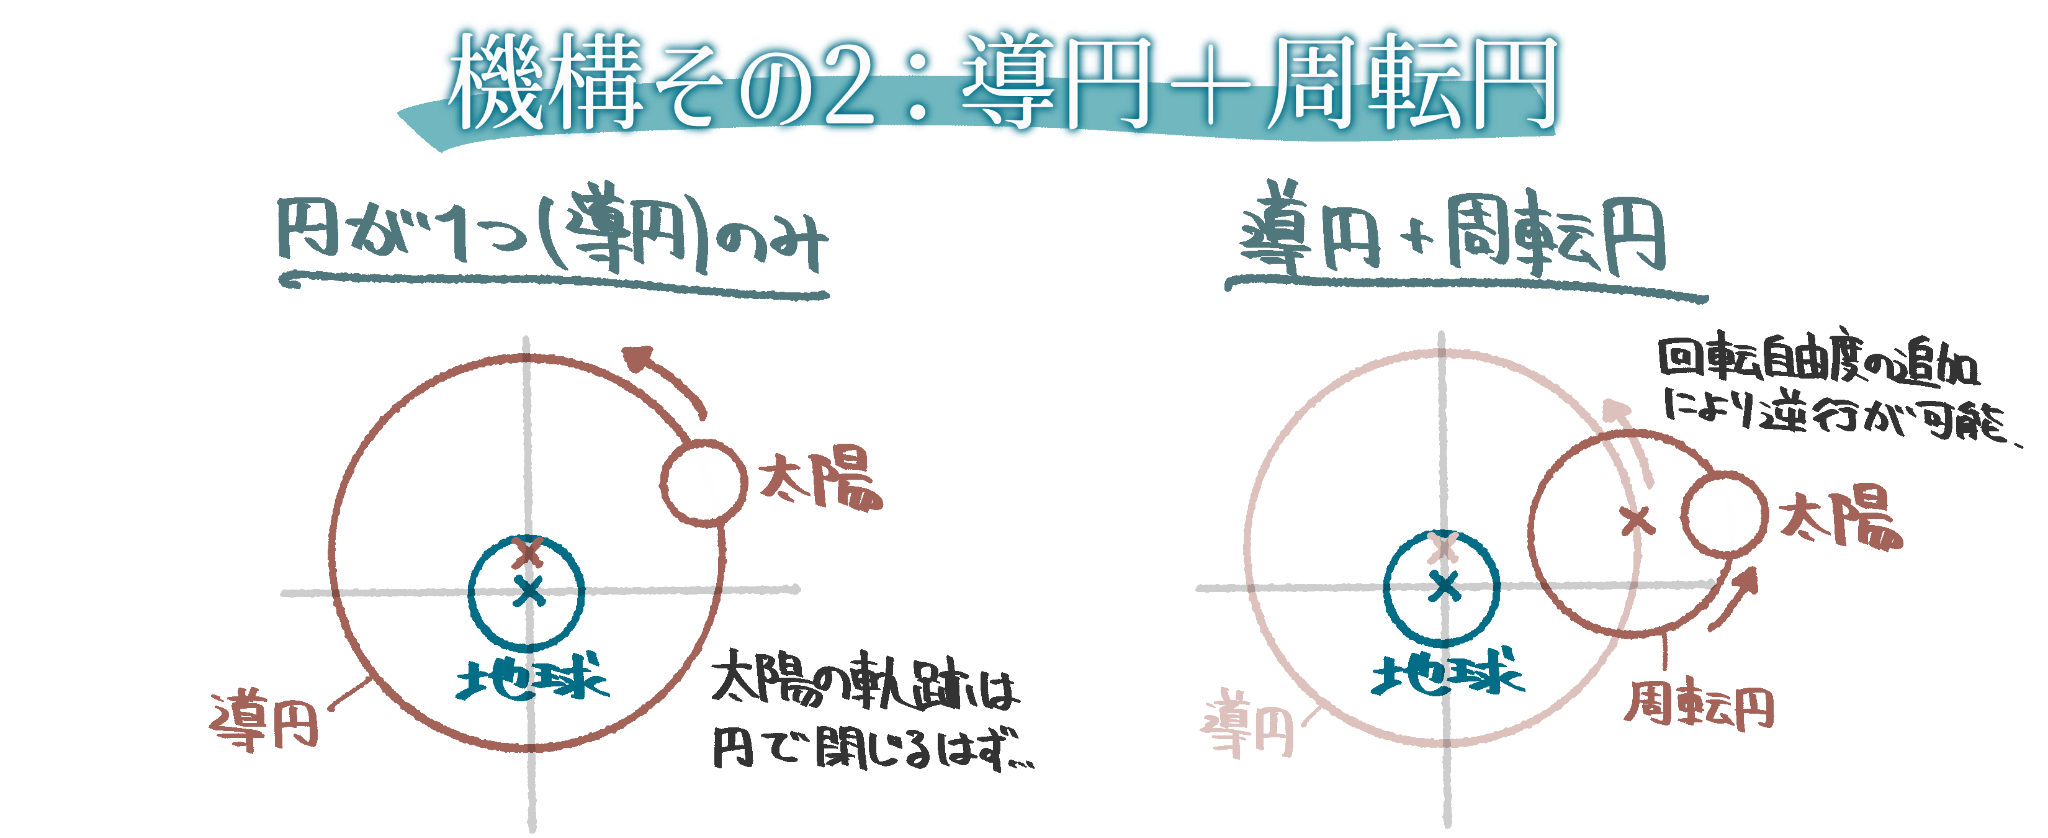 機構その2：導円＋周転円
円が1つ(導円)のみ
太陽
地球
導円
太陽の軌跡は
円で閉じるはず…
導円+周転円
回転自由度の追加
により逆行が可能、
太陽
地球
導円
周転円